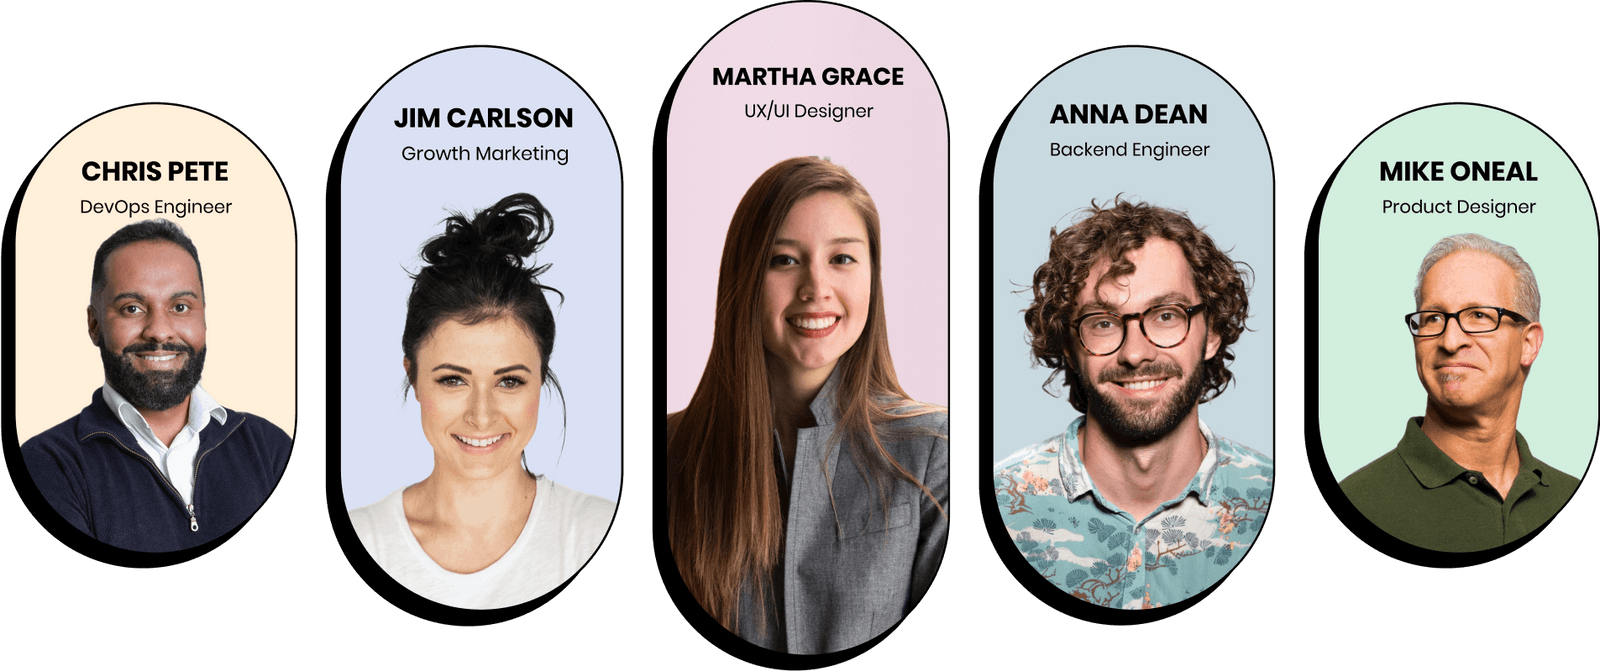 CHRIS PETE
DevOps Engineer
JIM CARLSON
Growth Marketing
MARTHA GRACE
UX/UI Designer
ANNA DEAN
Backend Engineer
MIKE ONEAL
Product Designer